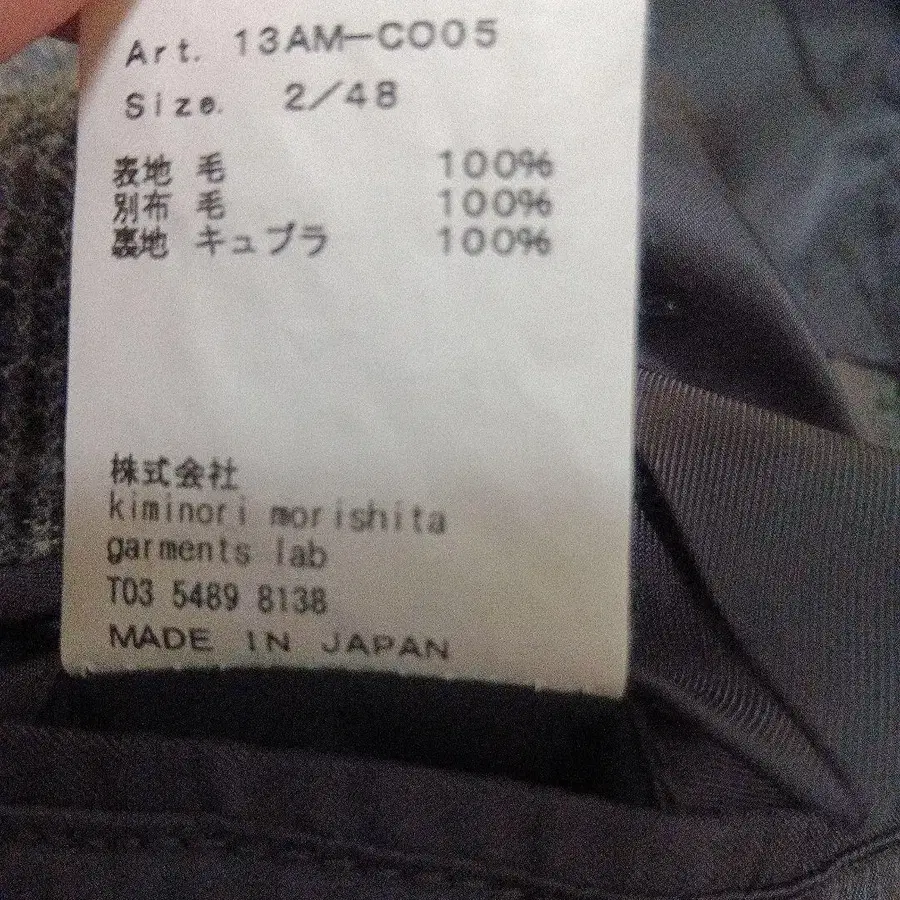 Art. 13AM-CO05
Size. 2/48
表地 毛 100%
別布 毛 100%
裏地 キュプラ 100%
株式会社
kiminori morishita
garments lab
T03 5489 8138
MADE IN JAPAN